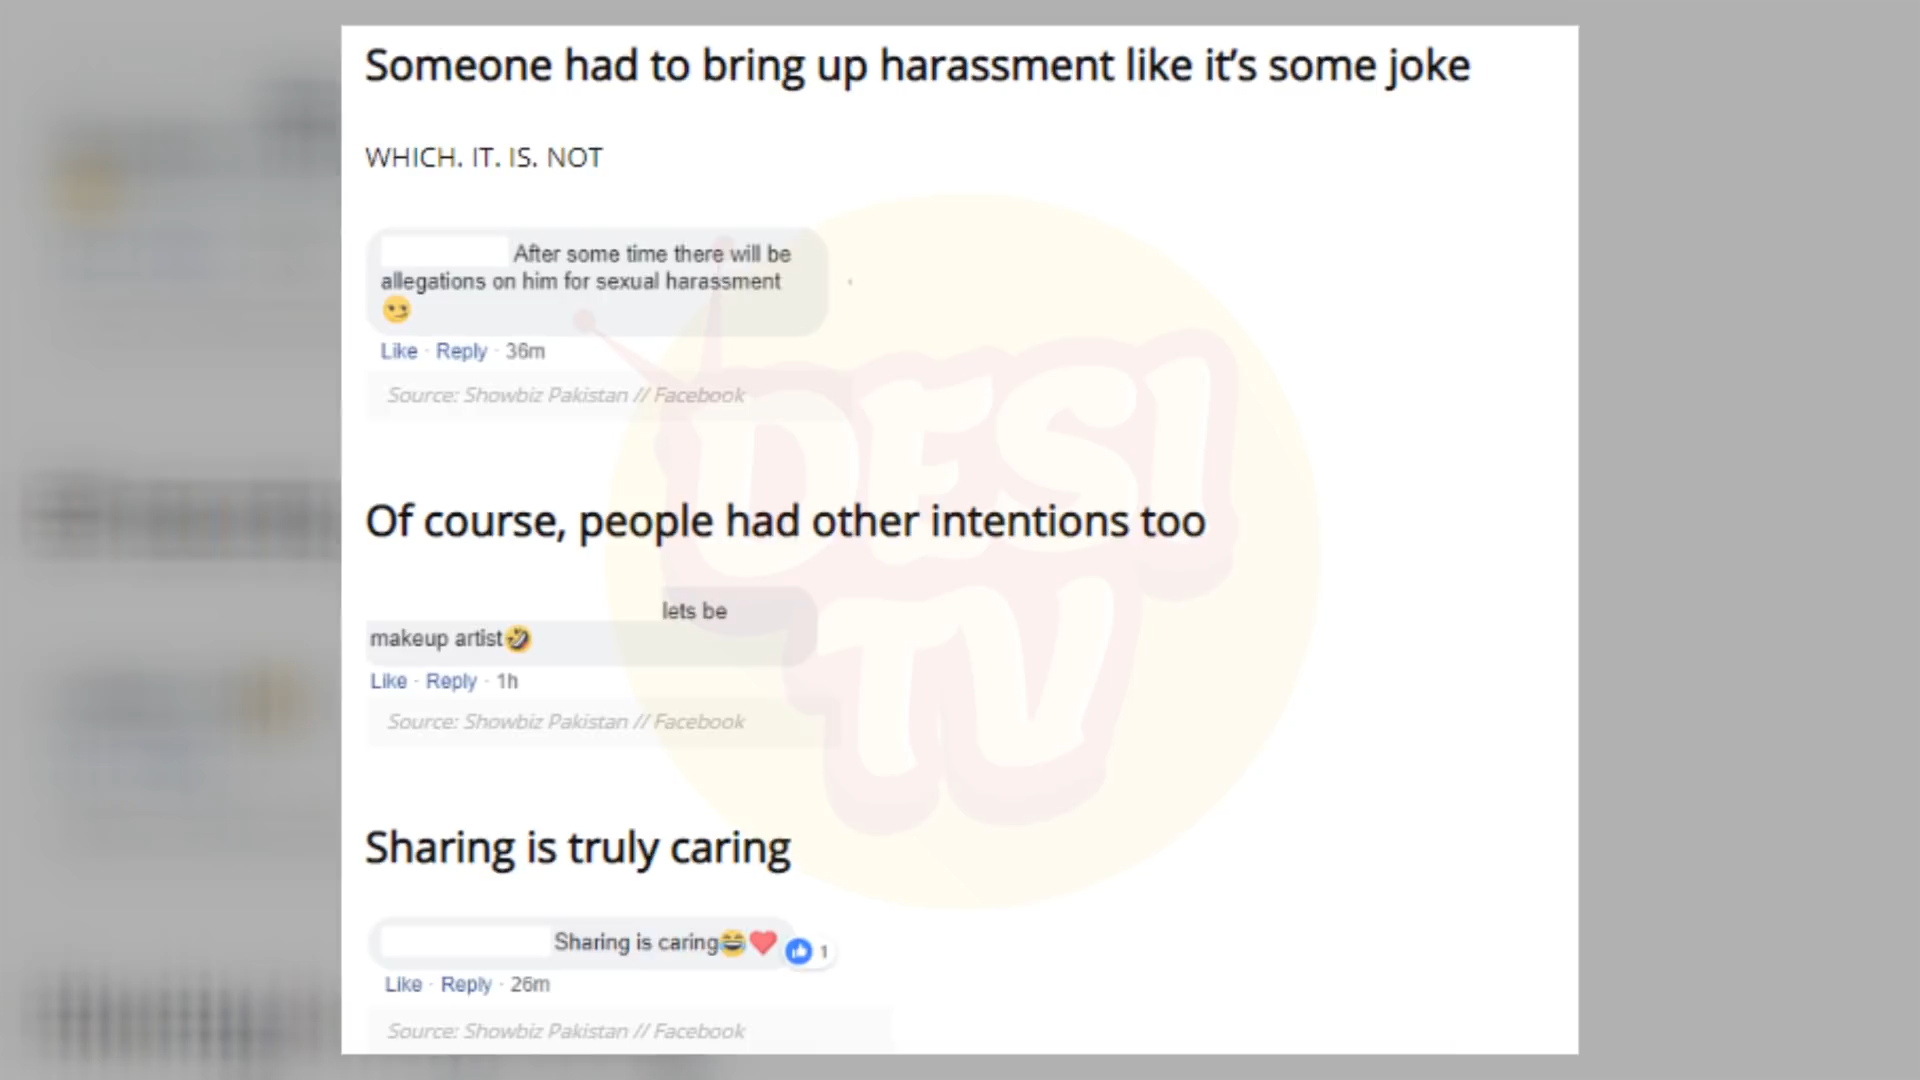 Someone had to bring up harassment like it's some joke
WHICH. IT. IS. NOT
After some time there will be
allegations on him for sexual harassment
😏
Like · Reply · 36m
Source: Showbiz Pakistan // Facebook
Of course, people had other intentions too
lets be
makeup artist🤣
Like · Reply · 1h
Source: Showbiz Pakistan // Facebook
Sharing is truly caring
Sharing is caring😂❤️ 1
Like · Reply · 26m
Source: Showbiz Pakistan // Facebook
DESI
TV